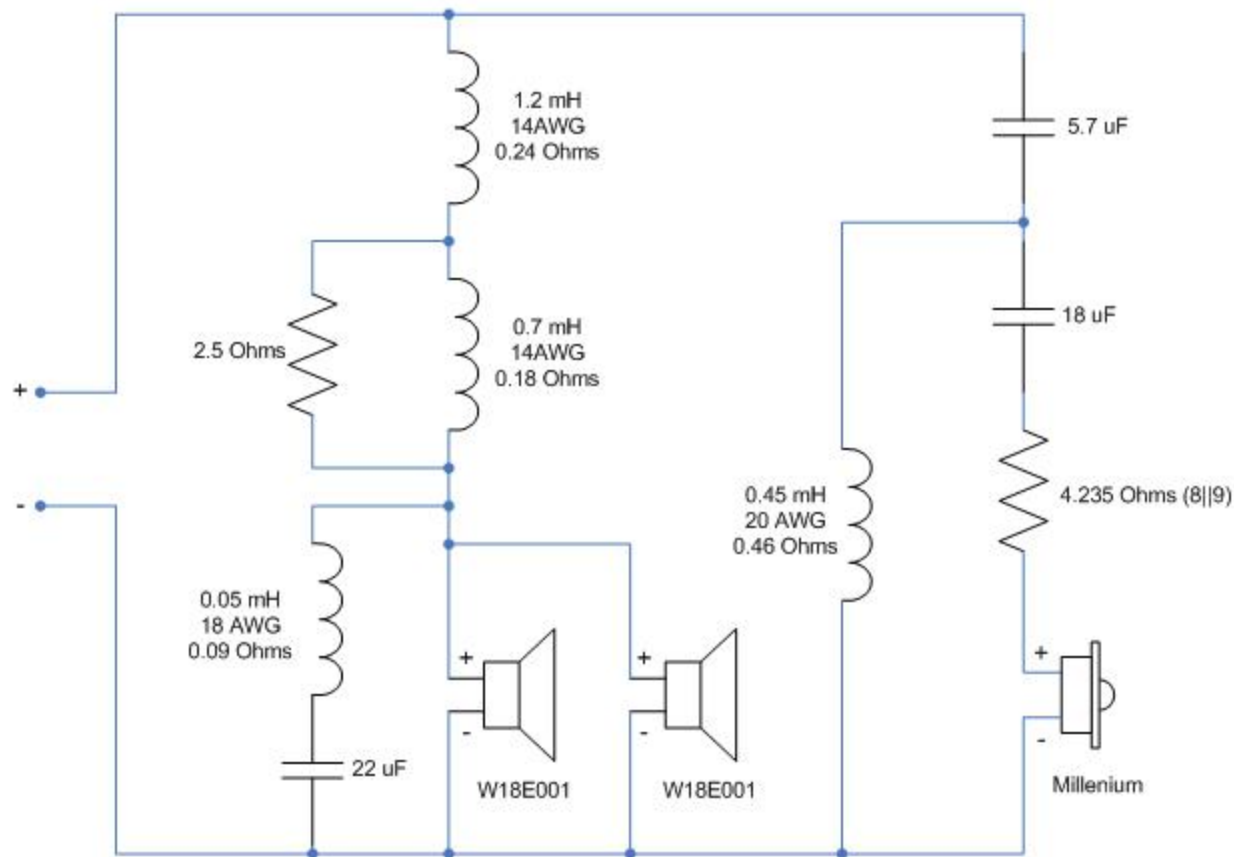 1.2 mH
14AWG
0.24 Ohms
5.7 uF
2.5 Ohms
0.7 mH
14AWG
0.18 Ohms
18 uF
+
-
0.45 mH
20 AWG
0.46 Ohms
4.235 Ohms (8||9)
0.05 mH
18 AWG
0.09 Ohms
+
-
+
-
+
-
22 uF
W18E001
W18E001
Millenium